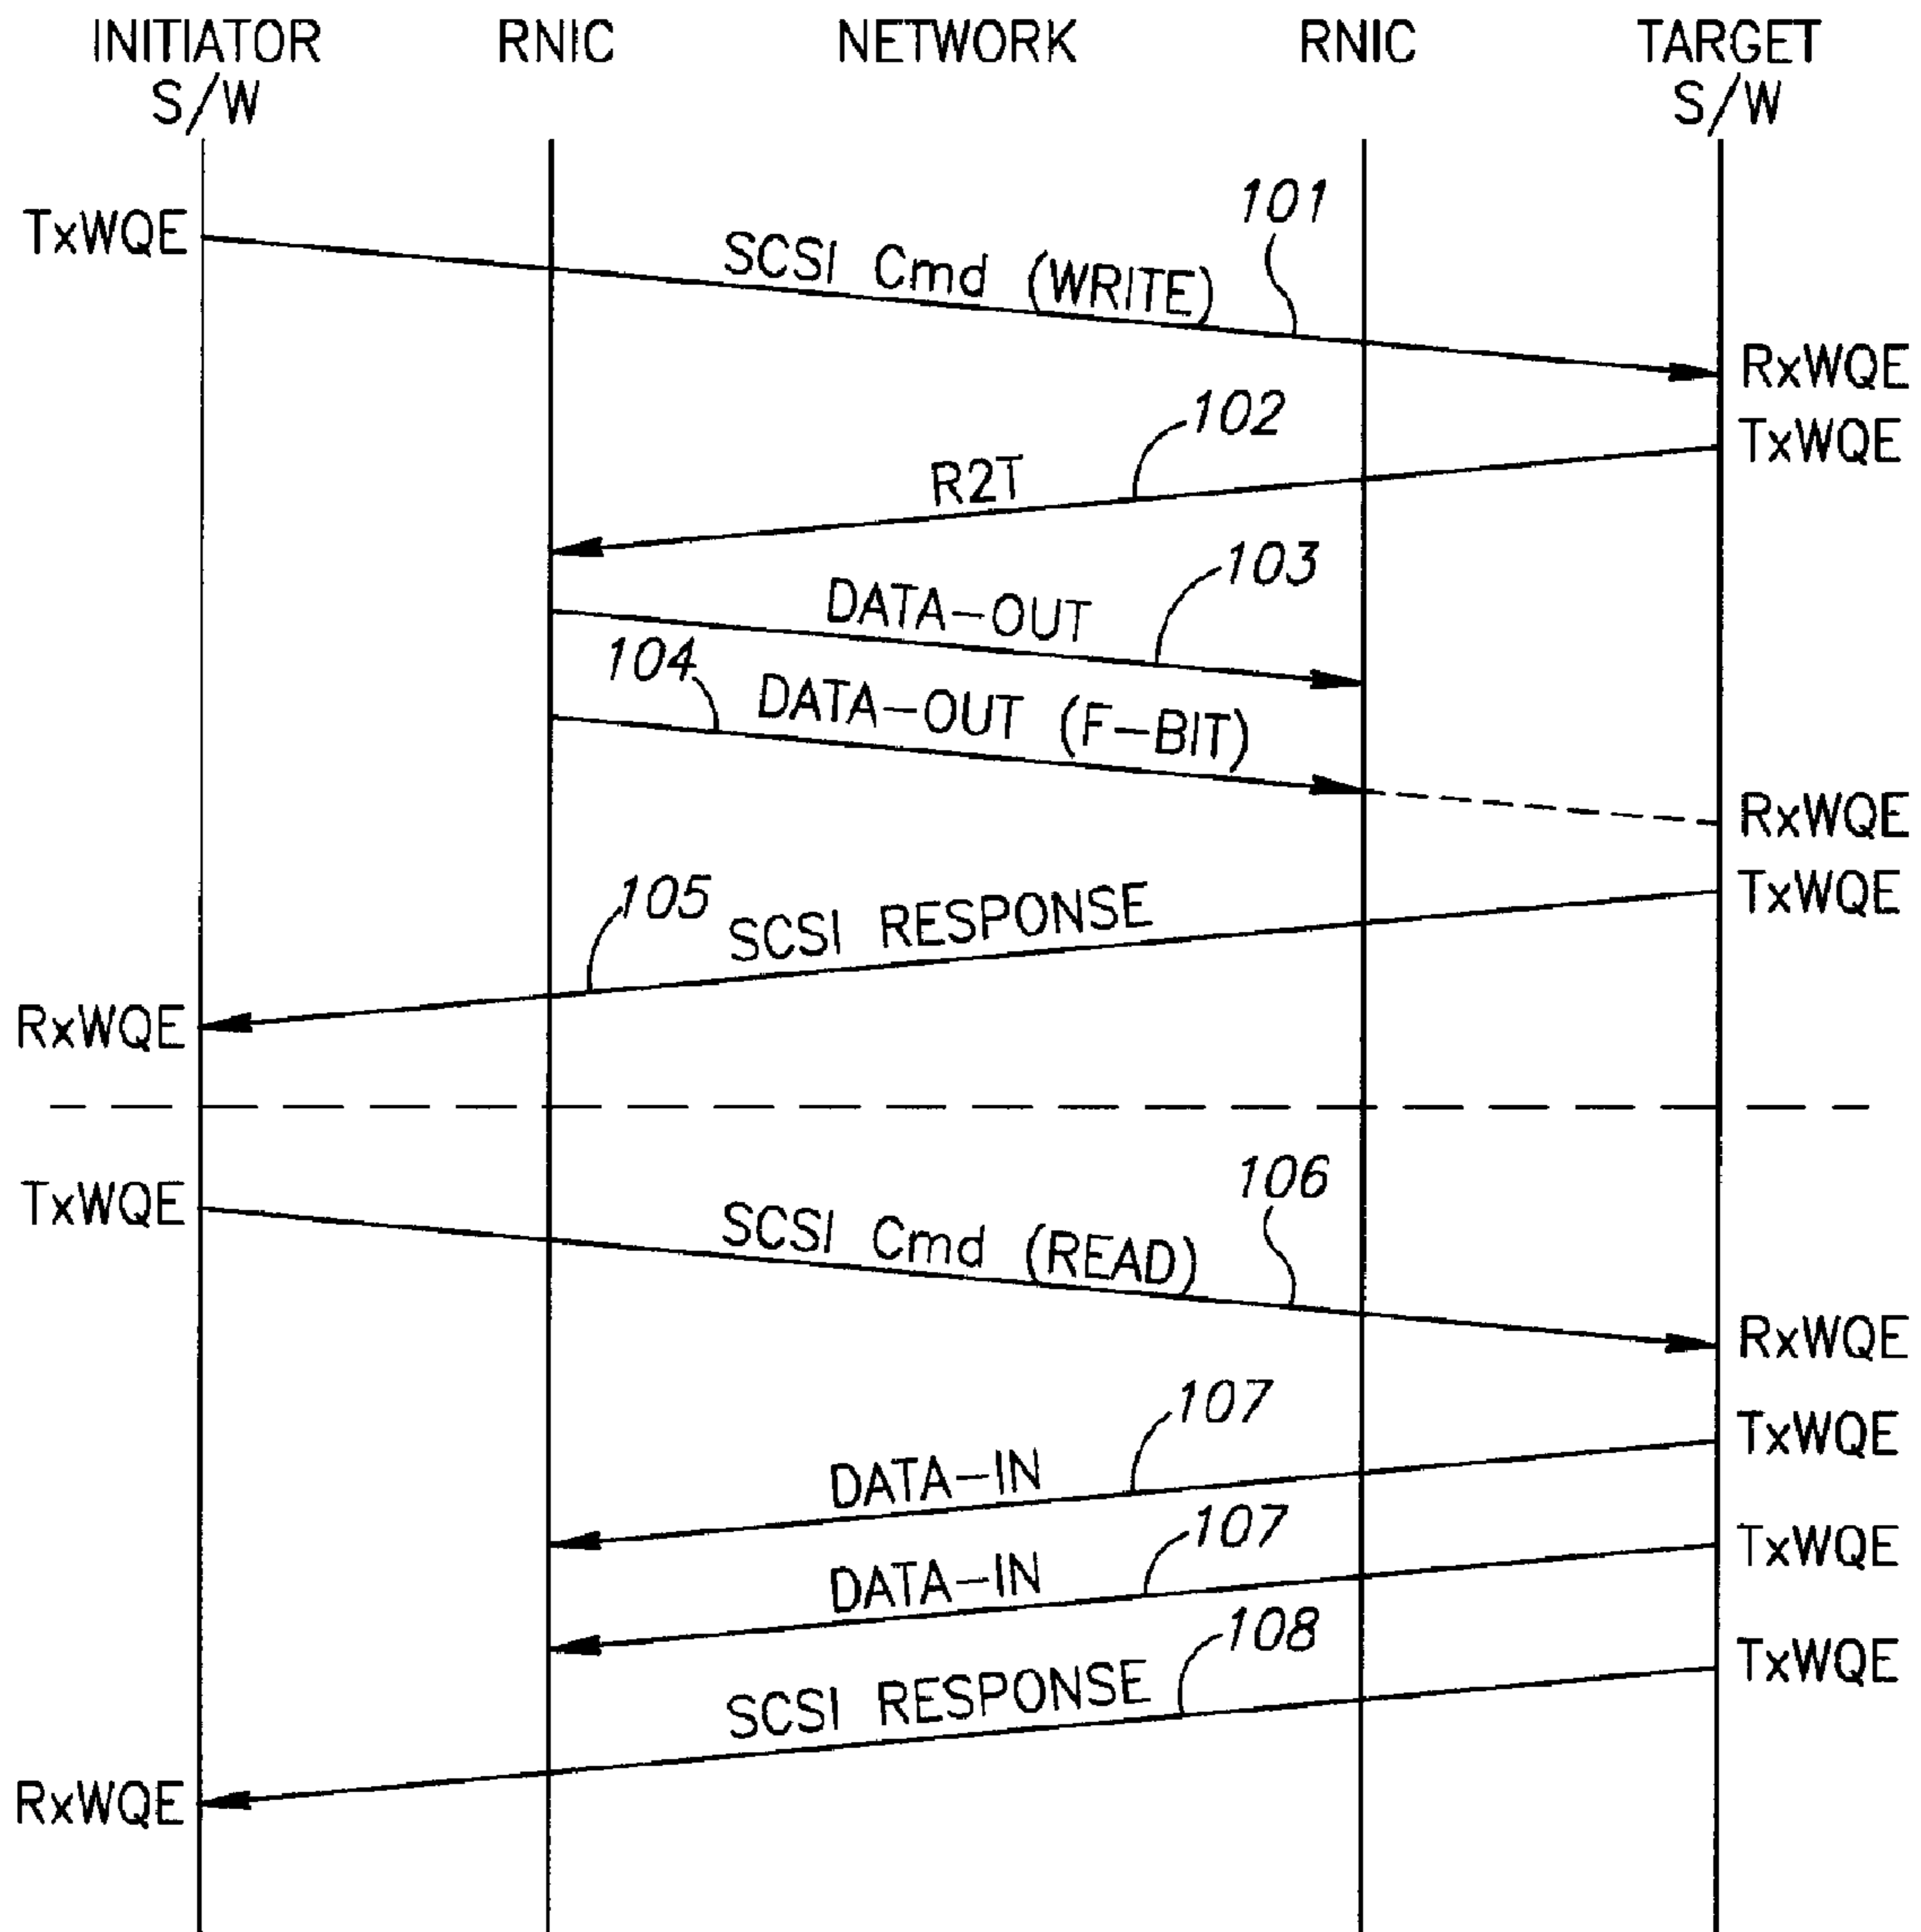 INITIATOR S/W
RNIC
NETWORK
RNIC
TARGET S/W
TxWQE
101
SCSI Cmd (WRITE)
RxWQE
102
TxWQE
R2T
103
DATA-OUT
104
DATA-OUT (F-BIT)
RxWQE
105
TxWQE
SCSI RESPONSE
RxWQE
106
TxWQE
SCSI Cmd (READ)
RxWQE
107
TxWQE
DATA-IN
107
TxWQE
DATA-IN
108
TxWQE
SCSI RESPONSE
RxWQE